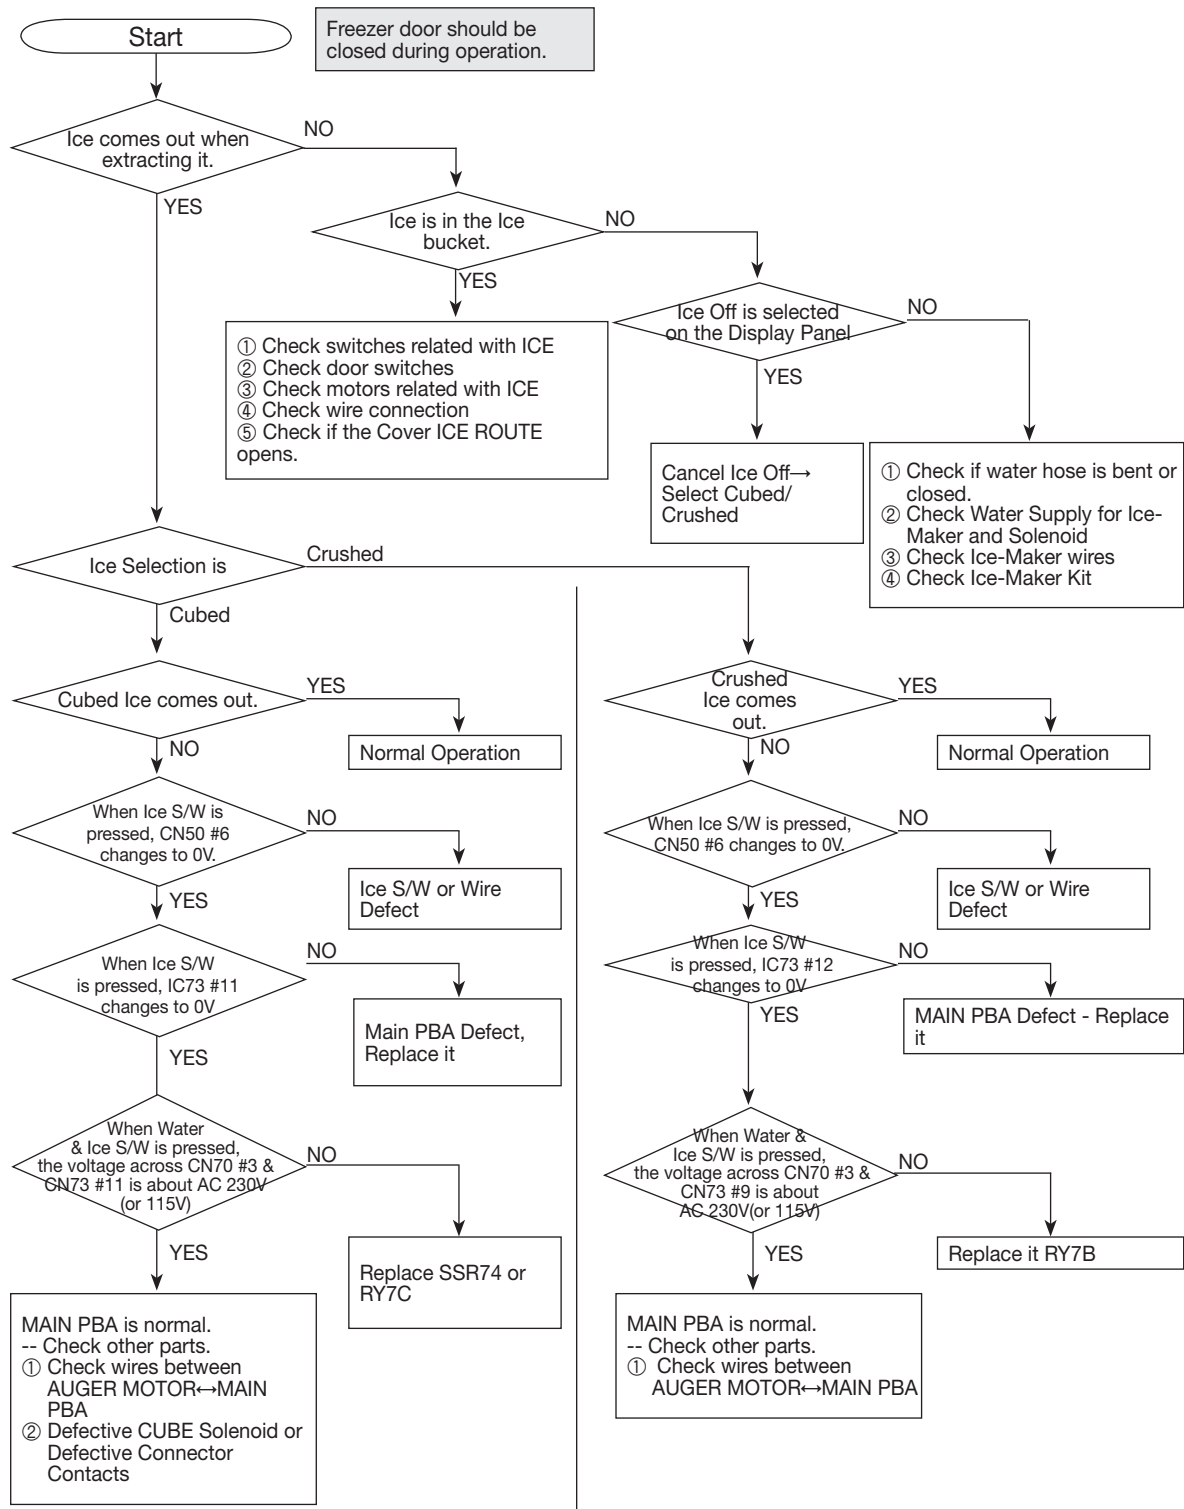 Start
Freezer door should be
closed during operation.
Ice comes out when
extracting it.
NO
YES
Ice is in the Ice
bucket.
NO
YES
Ice Off is selected
on the Display Panel
NO
YES
① Check switches related with ICE
② Check door switches
③ Check motors related with ICE
④ Check wire connection
⑤ Check if the Cover ICE ROUTE
opens.
Cancel Ice Off→
Select Cubed/
Crushed
① Check if water hose is bent or
closed.
② Check Water Supply for Ice-
Maker and Solenoid
③ Check Ice-Maker wires
④ Check Ice-Maker Kit
Ice Selection is
Crushed
Cubed
Cubed Ice comes out.
YES
NO
Normal Operation
When Ice S/W is
pressed, CN50 #6
changes to 0V.
NO
YES
Ice S/W or Wire
Defect
When Ice S/W
is pressed, IC73 #11
changes to 0V
NO
YES
Main PBA Defect,
Replace it
When Water
& Ice S/W is pressed,
the voltage across CN70 #3 &
CN73 #11 is about AC 230V
(or 115V)
NO
YES
Replace SSR74 or
RY7C
MAIN PBA is normal.
-- Check other parts.
① Check wires between
AUGER MOTOR↔MAIN
PBA
② Defective CUBE Solenoid or
Defective Connector
Contacts
Crushed
Ice comes
out.
YES
NO
Normal Operation
When Ice S/W is pressed,
CN50 #6 changes to 0V.
NO
YES
Ice S/W or Wire
Defect
When Ice S/W
is pressed, IC73 #12
changes to 0V
NO
YES
MAIN PBA Defect - Replace
it
When Water &
Ice S/W is pressed,
the voltage across CN70 #3 &
CN73 #9 is about
AC 230V(or 115V)
NO
YES
Replace it RY7B
MAIN PBA is normal.
-- Check other parts.
① Check wires between
AUGER MOTOR↔MAIN PBA